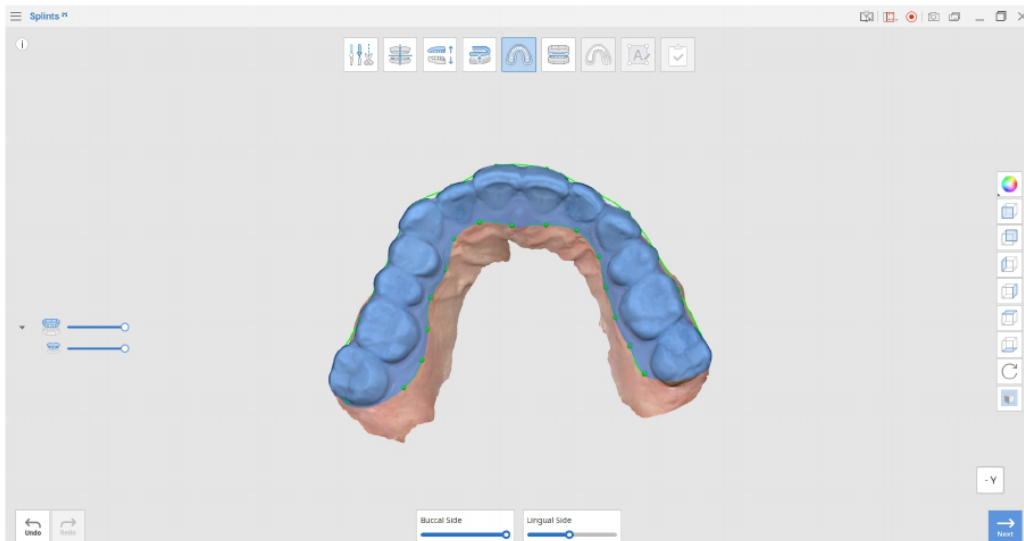 Splints
i
A
- Y
Undo
Redo
Buccal Side
Lingual Side
Next